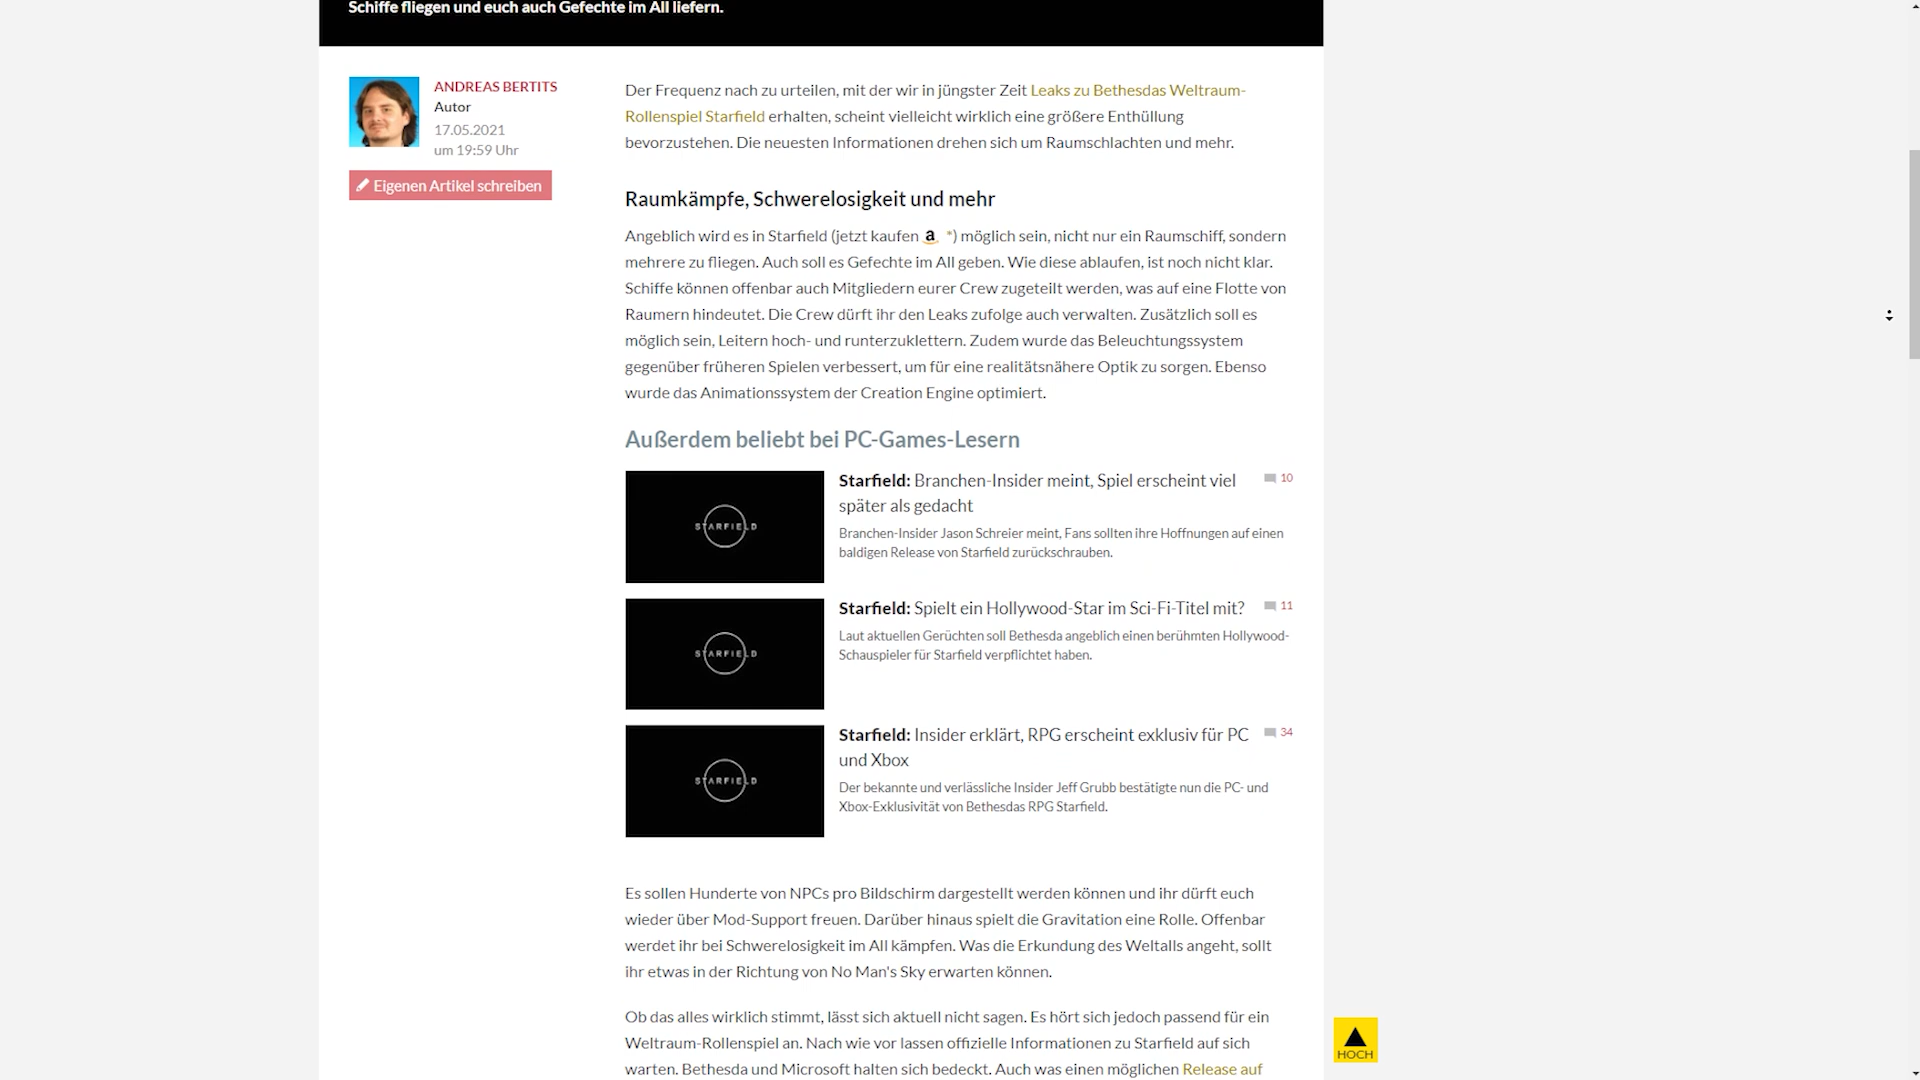 Schiffe fliegen und euch auch Gefechte im All liefern.
ANDREAS BERTITS
Autor
17.05.2021
um 19:59 Uhr
Eigenen Artikel schreiben
Der Frequenz nach zu urteilen, mit der wir in jüngster Zeit Leaks zu Bethesdas Weltraum-
Rollenspiel Starfield erhalten, scheint vielleicht wirklich eine größere Enthüllung
bevorzustehen. Die neuesten Informationen drehen sich um Raumschlachten und mehr.
Raumkämpfe, Schwerelosigkeit und mehr
Angeblich wird es in Starfield (jetzt kaufen a *) möglich sein, nicht nur ein Raumschiff, sondern
mehrere zu fliegen. Auch soll es Gefechte im All geben. Wie diese ablaufen, ist noch nicht klar.
Schiffe können offenbar auch Mitgliedern eurer Crew zugeteilt werden, was auf eine Flotte von
Raumern hindeutet. Die Crew dürft ihr den Leaks zufolge auch verwalten. Zusätzlich soll es
möglich sein, Leitern hoch- und runterzuklettern. Zudem wurde das Beleuchtungssystem
gegenüber früheren Spielen verbessert, um für eine realitätsnähere Optik zu sorgen. Ebenso
wurde das Animationssystem der Creation Engine optimiert.
Außerdem beliebt bei PC-Games-Lesern
STARFIELD
Starfield: Branchen-Insider meint, Spiel erscheint viel
später als gedacht
10
Branchen-Insider Jason Schreier meint, Fans sollten ihre Hoffnungen auf einen
baldigen Release von Starfield zurückschrauben.
STARFIELD
Starfield: Spielt ein Hollywood-Star im Sci-Fi-Titel mit?
11
Laut aktuellen Gerüchten soll Bethesda angeblich einen berühmten Hollywood-
Schauspieler für Starfield verpflichtet haben.
STARFIELD
Starfield: Insider erklärt, RPG erscheint exklusiv für PC
und Xbox
34
Der bekannte und verlässliche Insider Jeff Grubb bestätigte nun die PC- und
Xbox-Exklusivität von Bethesdas RPG Starfield.
Es sollen Hunderte von NPCs pro Bildschirm dargestellt werden können und ihr dürft euch
wieder über Mod-Support freuen. Darüber hinaus spielt die Gravitation eine Rolle. Offenbar
werdet ihr bei Schwerelosigkeit im All kämpfen. Was die Erkundung des Weltalls angeht, sollt
ihr etwas in der Richtung von No Man's Sky erwarten können.
Ob das alles wirklich stimmt, lässt sich aktuell nicht sagen. Es hört sich jedoch passend für ein
Weltraum-Rollenspiel an. Nach wie vor lassen offizielle Informationen zu Starfield auf sich
warten. Bethesda und Microsoft halten sich bedeckt. Auch was einen möglichen Release auf
HOCH